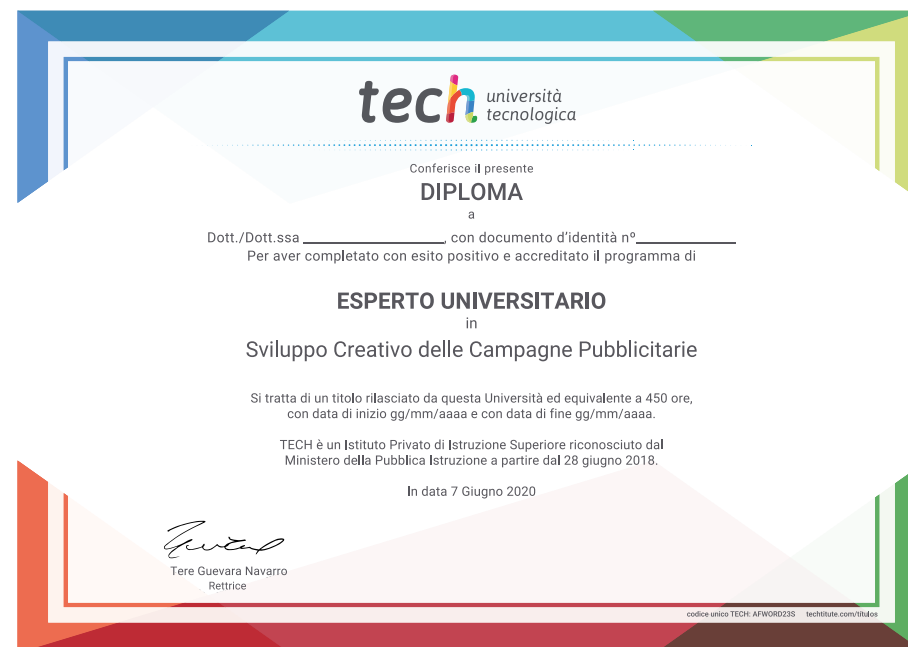 tech università
tecnologica
Conferisce il presente
DIPLOMA
a
Dott./Dott.ssa ____________________, con documento d'identità nº______________
Per aver completato con esito positivo e accreditato il programma di
ESPERTO UNIVERSITARIO
in
Sviluppo Creativo delle Campagne Pubblicitarie
Si tratta di un titolo rilasciato da questa Università ed equivalente a 450 ore,
con data di inizio gg/mm/aaaa e con data di fine gg/mm/aaaa.
TECH è un Istituto Privato di Istruzione Superiore riconosciuto dal
Ministero della Pubblica Istruzione a partire dal 28 giugno 2018.
In data 7 Giugno 2020
Tere Guevara Navarro
Rettrice
codice unico TECH: AFWORD23S techtitute.com/títulos